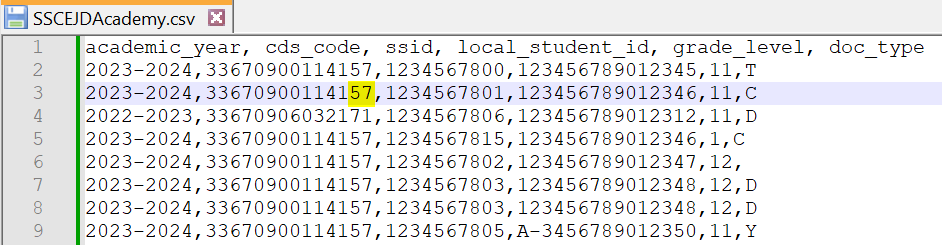 SSCEJDAcademy.csv
1 academic_year, cds_code, ssid, local_student_id, grade_level, doc_type
2 2023-2024,33670900114157,1234567800,123456789012345,11,T
3 2023-2024,33670900114157,1234567801,123456789012346,11,C
4 2022-2023,33670906032171,1234567806,123456789012312,11,D
5 2023-2024,33670900114157,1234567815,123456789012346,1,C
6 2023-2024,33670900114157,1234567802,123456789012347,12,
7 2023-2024,33670900114157,1234567803,123456789012348,12,D
8 2023-2024,33670900114157,1234567803,123456789012348,12,D
9 2023-2024,33670900114157,1234567805,A-3456789012350,11,Y